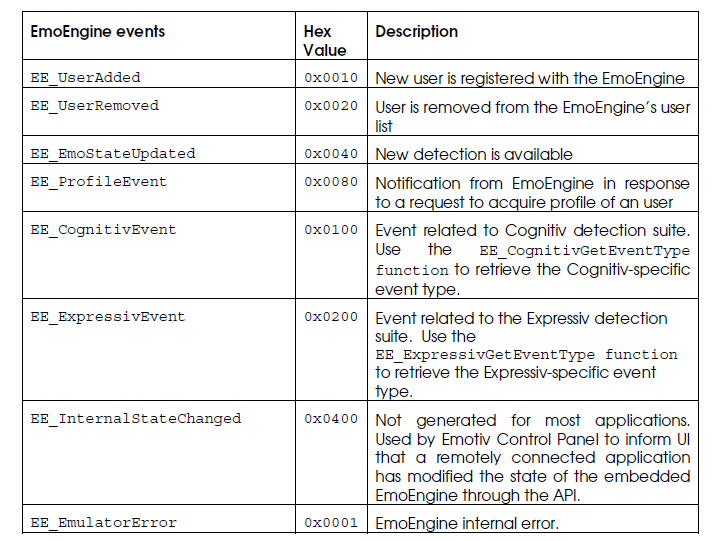 EmoEngine events Hex Value Description
EE_UserAdded 0x0010 New user is registered with the EmoEngine
EE_UserRemoved 0x0020 User is removed from the EmoEngine's user
list
EE_EmoStateUpdated 0x0040 New detection is available
EE_ProfileEvent 0x0080 Notification from EmoEngine in response
to a request to acquire profile of an user
EE_CognitivEvent 0x0100 Event related to Cognitiv detection suite.
Use the EE_CognitivGetEventType
function to retrieve the Cognitiv-specific
event type.
EE_ExpressivEvent 0x0200 Event related to the Expressiv detection
suite. Use the
EE_ExpressivGetEventType function
to retrieve the Expressiv-specific event
type.
EE_InternalStateChanged 0x0400 Not generated for most applications.
Used by Emotiv Control Panel to inform UI
that a remotely connected application
has modified the state of the embedded
EmoEngine through the API.
EE_EmulatorError 0x0001 EmoEngine internal error.